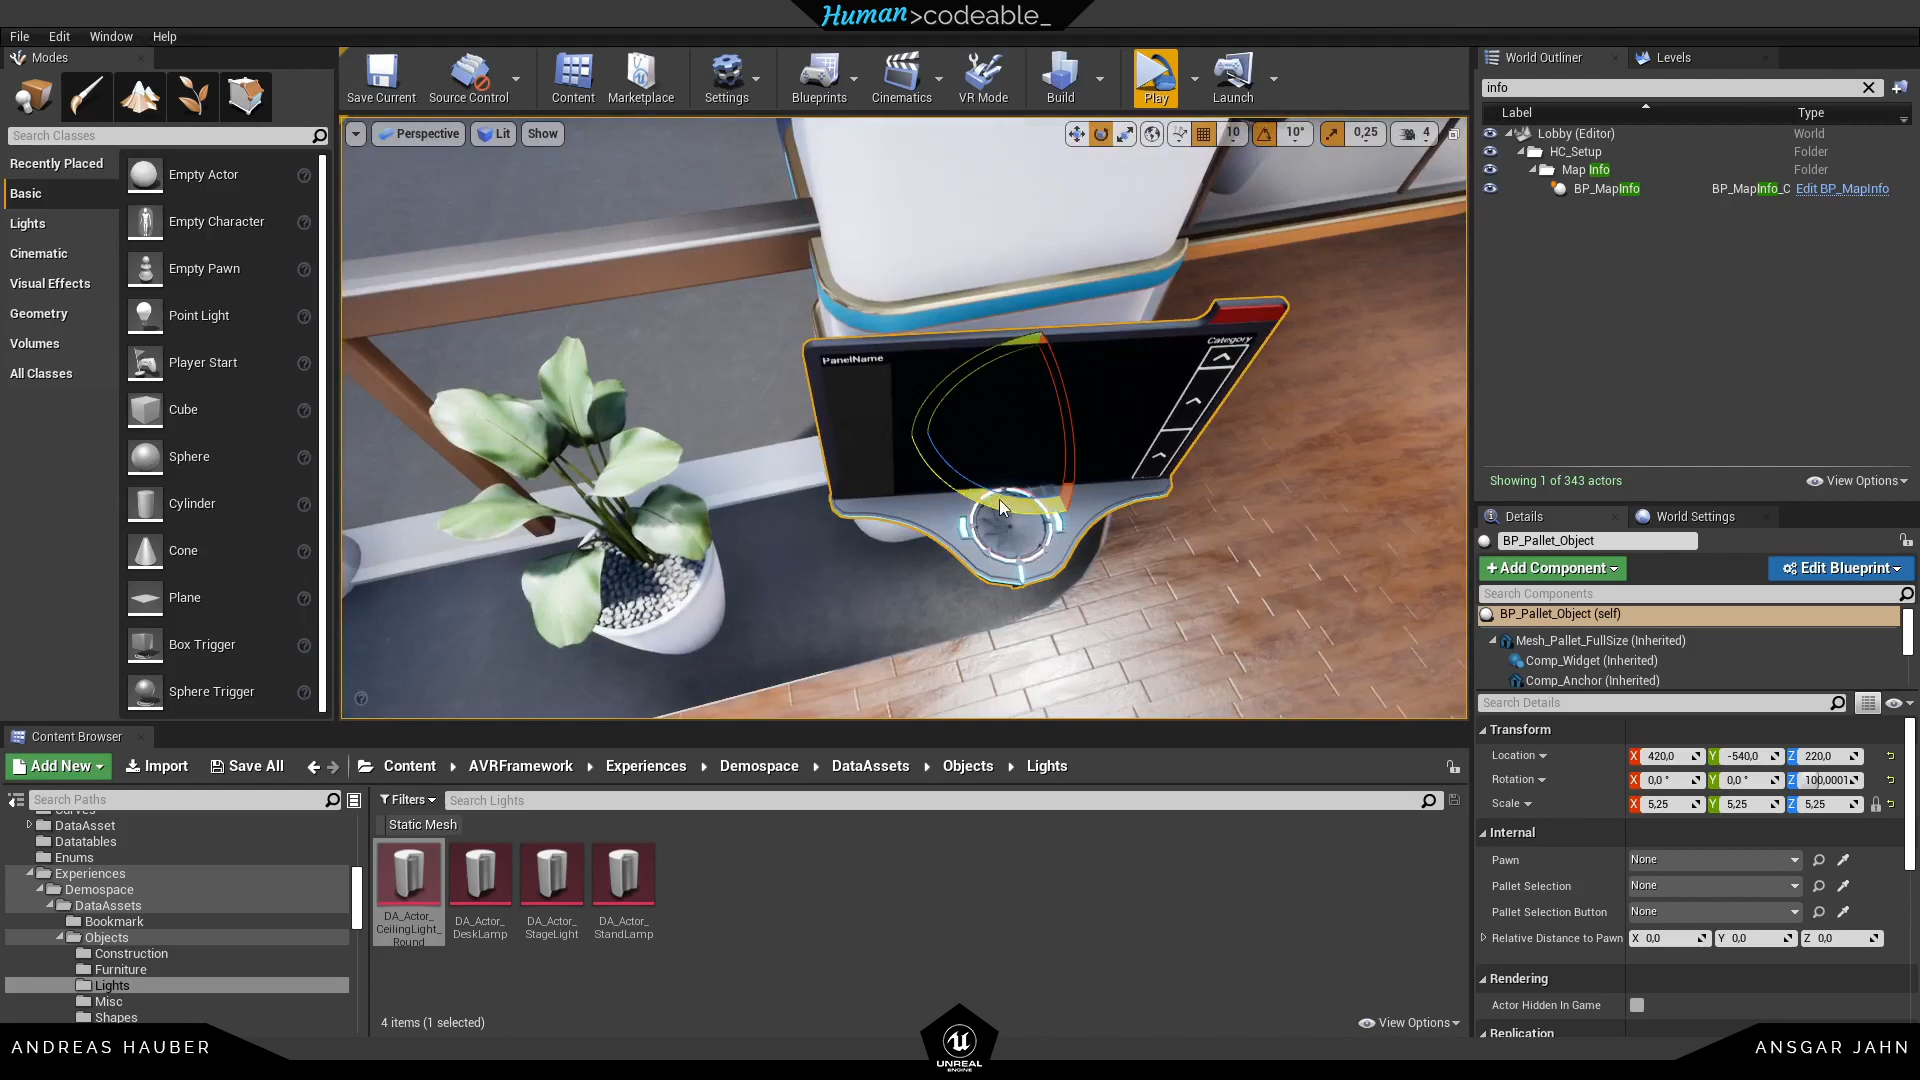 Human>codeable_
File Edit Window Help
Modes
Search Classes
Recently Placed
Basic
Lights
Cinematic
Visual Effects
Geometry
Volumes
All Classes
Empty Actor
Empty Character
Empty Pawn
Point Light
Player Start
Cube
Sphere
Cylinder
Cone
Plane
Box Trigger
Sphere Trigger
Save Current Source Control Content Marketplace Settings Blueprints Cinematics VR Mode Build Play Launch
Perspective Lit Show
10 10° 0,25 4
PanelName
Category
World Outliner Levels
info
Label Type
Lobby (Editor) World
HC_Setup Folder
Map Info Folder
BP_MapInfo BP_MapInfo_C Edit BP_MapInfo
Showing 1 of 343 actors View Options
Details World Settings
BP_Pallet_Object
+Add Component Edit Blueprint
Search Components
BP_Pallet_Object (self)
Mesh_Pallet_FullSize (Inherited)
Comp_Widget (Inherited)
Comp_Anchor (Inherited)
Search Details
Transform
Location X 420,0 Y -540,0 Z 220,0
Rotation X 0,0 ° Y 0,0 ° Z 100,0001
Scale X 5,25 Y 5,25 Z 5,25
Internal
Pawn None
Pallet Selection None
Pallet Selection Button None
Relative Distance to Pawn X 0,0 Y 0,0 Z 0,0
Rendering
Actor Hidden In Game
Replication
Content Browser
Add New Import Save All Content AVRFramework Experiences Demospace DataAssets Objects Lights
Search Paths
Curves
DataAsset
Datatables
Enums
Experiences
Demospace
DataAssets
Bookmark
Objects
Construction
Furniture
Lights
Misc
Shapes
Filters Search Lights
Static Mesh
DA_Actor_
CeilingLight_
Round
DA_Actor_
DeskLamp
DA_Actor_
StageLight
DA_Actor_
StandLamp
4 items (1 selected) View Options
ANDREAS HAUBER
UNREAL
ENGINE
ANSGAR JAHN